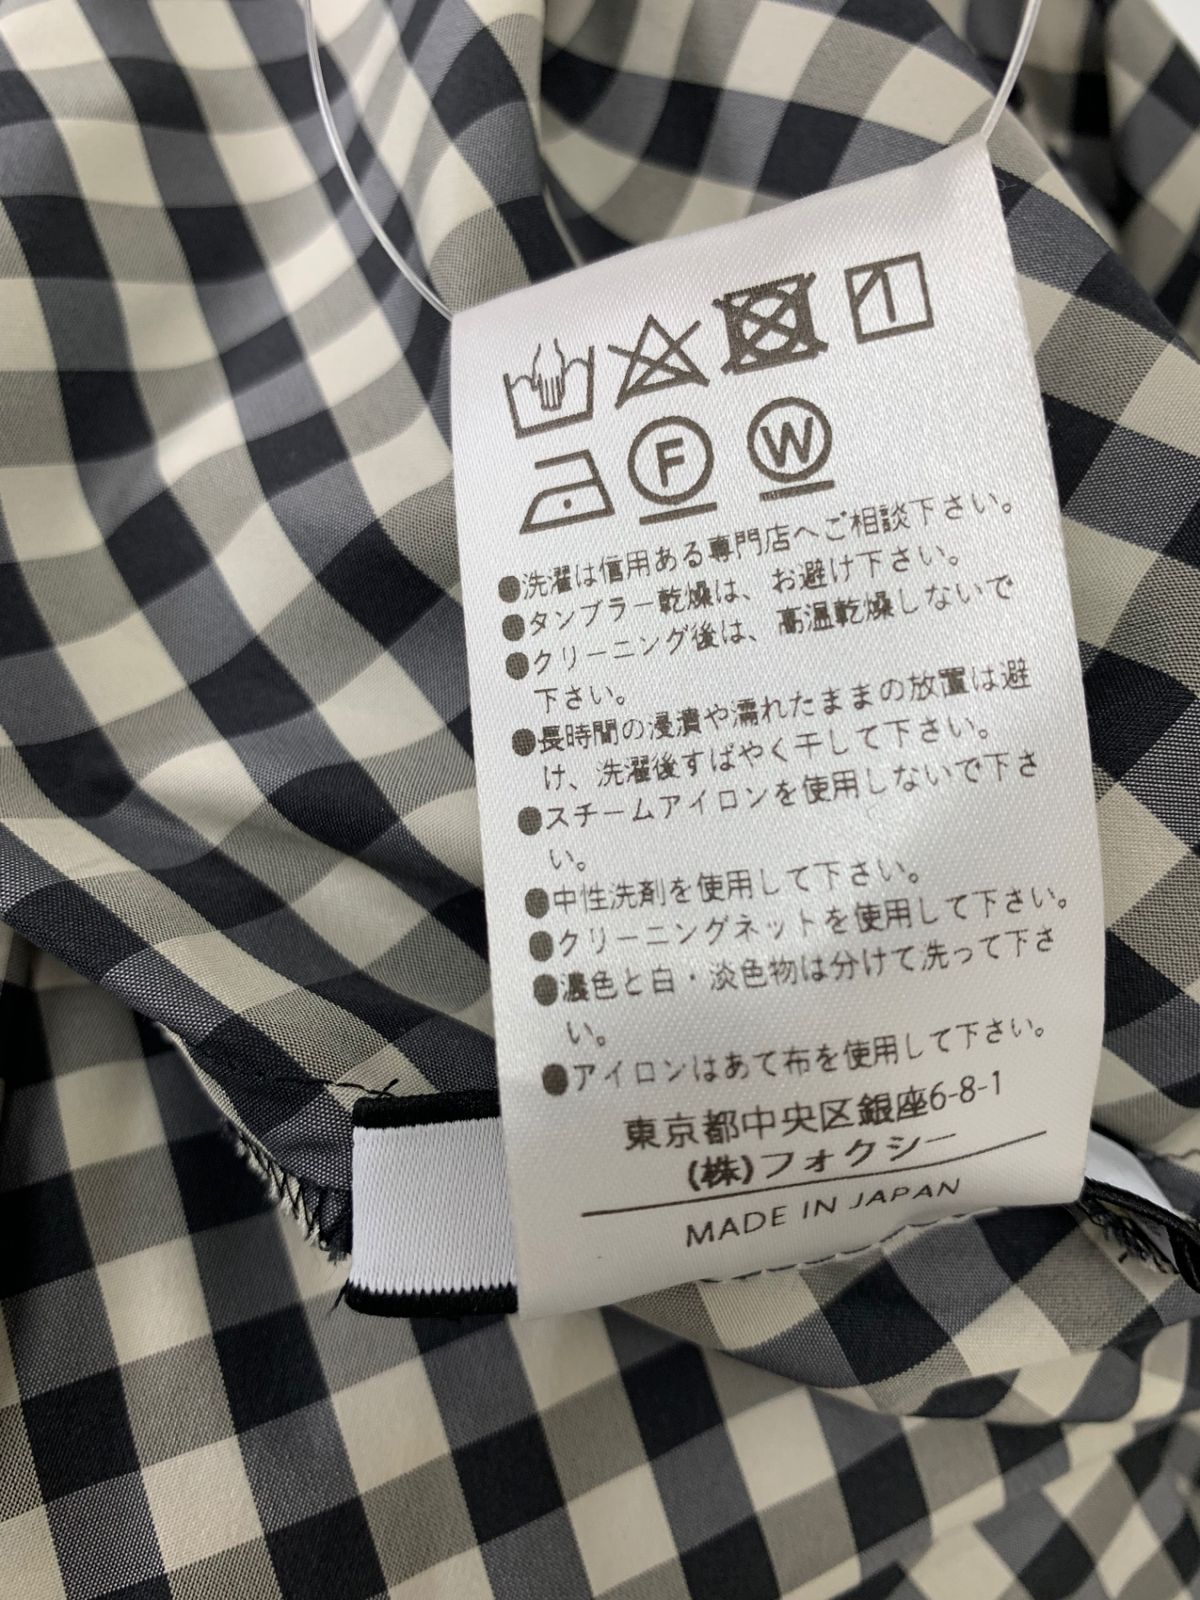 F W
●洗濯は信用ある専門店へご相談下さい。
●タンブラー乾燥は、お避け下さい。
●クリーニング後は、高温乾燥しないで
下さい。
●長時間の浸漬や濡れたままの放置は避
け、洗濯後すばやく干して下さい。
●スチームアイロンを使用しないで下さ
い。
●中性洗剤を使用して下さい。
●クリーニングネットを使用して下さい。
●濃色と白・淡色物は分けて洗って下さ
い。
●アイロンはあて布を使用して下さい。
東京都中央区銀座6-8-1
(株)フォクシー
MADE IN JAPAN